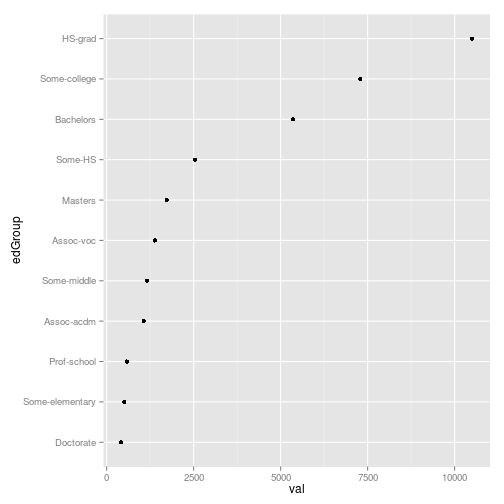 HS-grad
Some-college
Bachelors
Some-HS
Masters
Assoc-voc
Some-middle
Assoc-acdm
Prof-school
Some-elementary
Doctorate
edGroup
0 2500 5000 7500 10000
val